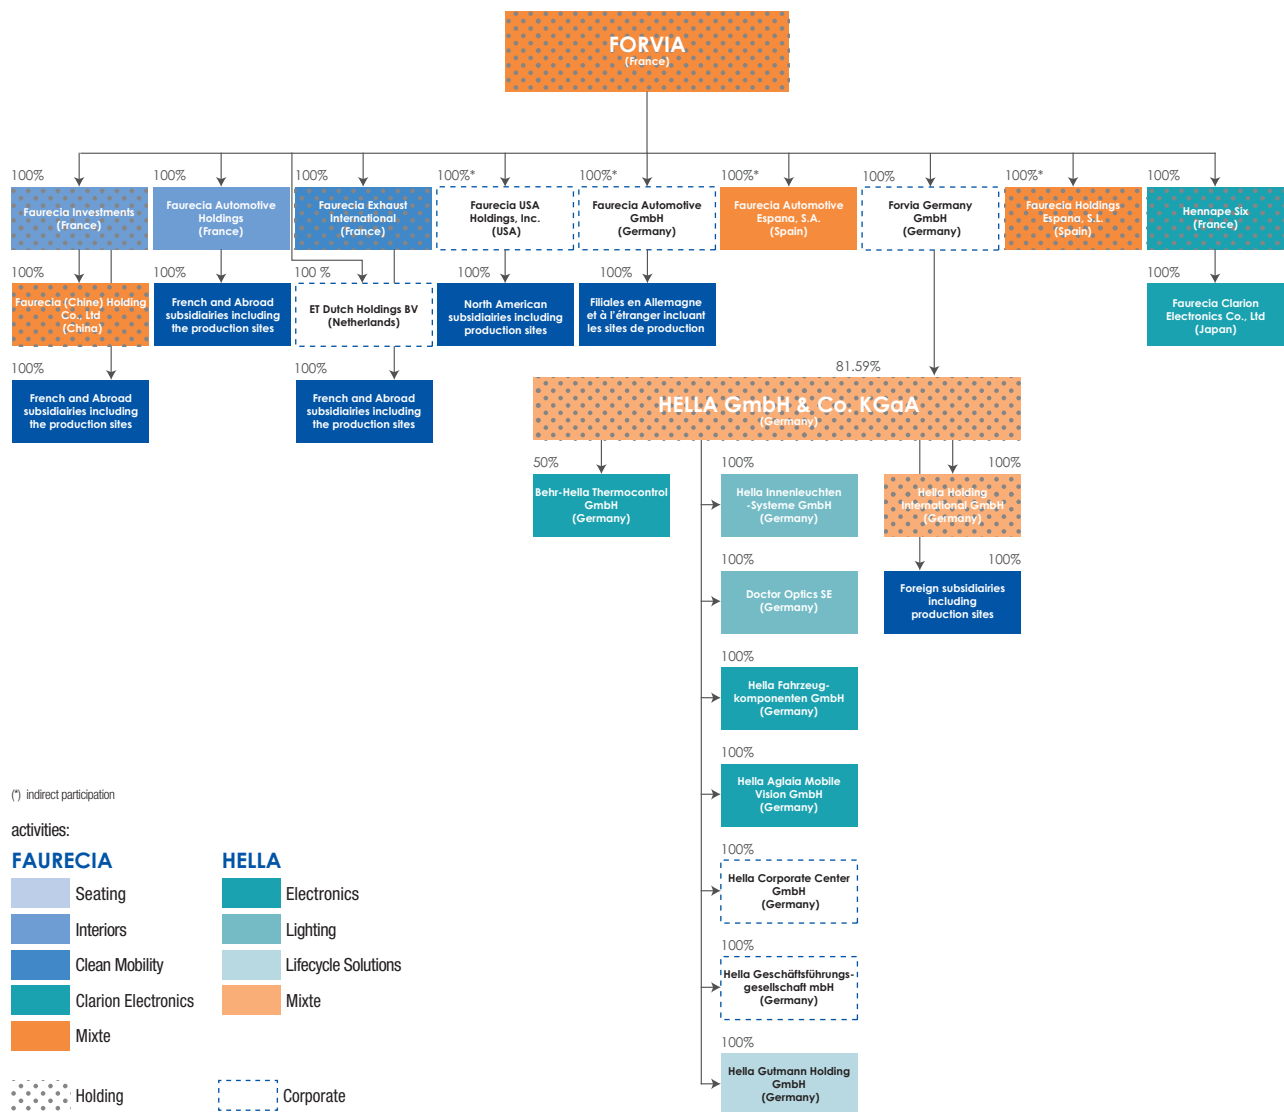 FORVIA
(France)
100%
100%
100%
100%*
100%*
100%*
100%
100%*
100%
Faurecia Investments
(France)
Faurecia Automotive
Holdings
(France)
Faurecia Exhaust
International
(France)
Faurecia USA
Holdings, Inc.
(USA)
Faurecia Automotive
GmbH
(Germany)
Faurecia Automotive
Espana, S.A.
(Spain)
Forvia Germany
GmbH
(Germany)
Faurecia Holdings
Espana, S.L.
(Spain)
Hennape Six
(France)
100%
100%
100 %
100%
100%
100%
Faurecia (Chine) Holding
Co., Ltd
(China)
French and Abroad
subsidiairies including
the production sites
ET Dutch Holdings BV
(Netherlands)
North American
subsidiaries including
production sites
Filiales en Allemagne
et à l'étranger incluant
les sites de production
Faurecia Clarion
Electronics Co., Ltd
(Japan)
100%
100%
81.59%
French and Abroad
subsidiairies including
the production sites
French and Abroad
subsidiairies including
the production sites
HELLA GmbH & Co. KGaA
(Germany)
50%
100%
100%
Behr-Hella Thermocontrol
GmbH
(Germany)
Hella Innenleuchten
-Systeme GmbH
(Germany)
Hella Holding
International GmbH
(Germany)
100%
100%
Doctor Optics SE
(Germany)
Foreign subsidiaries
including
production sites
100%
Hella Fahrzeug-
komponenten GmbH
(Germany)
100%
Hella Aglaia Mobile
Vision GmbH
(Germany)
100%
Hella Corporate Center
GmbH
(Germany)
100%
Hella Geschäftsführungs-
gesellschaft mbH
(Germany)
100%
Hella Gutmann Holding
GmbH
(Germany)
(*) indirect participation
activities:
FAURECIA
Seating
Interiors
Clean Mobility
Clarion Electronics
Mixte
HELLA
Electronics
Lighting
Lifecycle Solutions
Mixte
Holding
Corporate